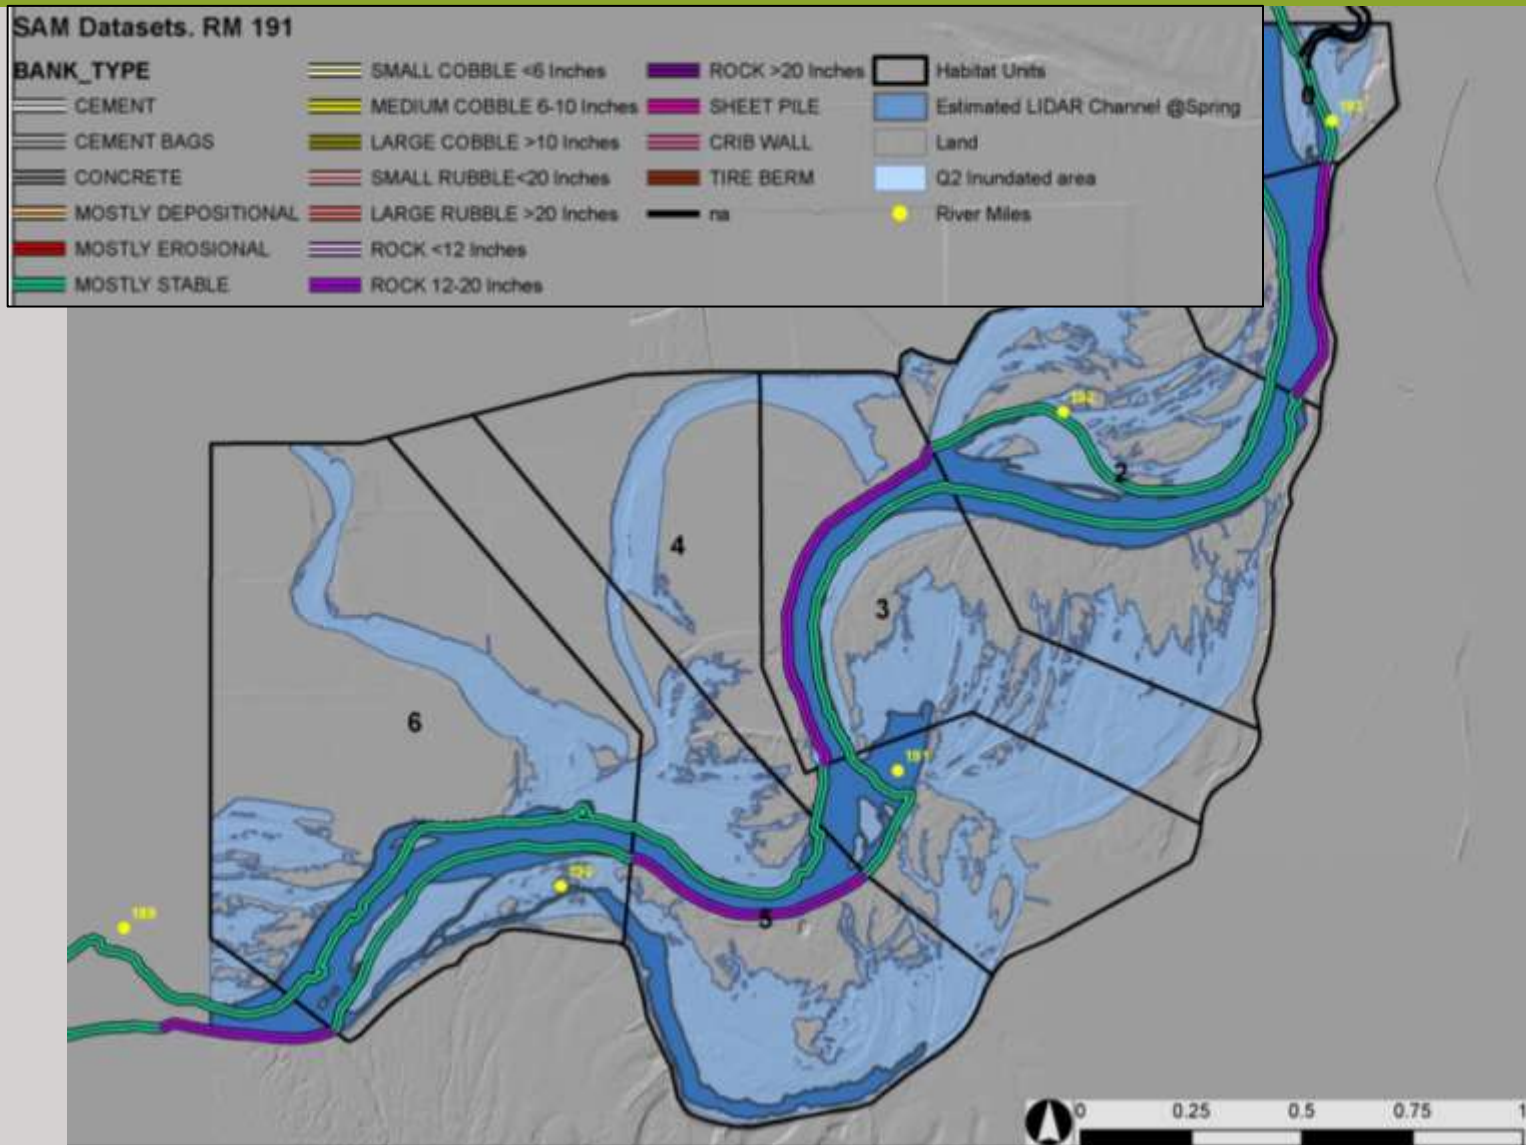 SAM Datasets. RM 191
BANK_TYPE
CEMENT
CEMENT BAGS
CONCRETE
MOSTLY DEPOSITIONAL
MOSTLY EROSIONAL
MOSTLY STABLE
SMALL COBBLE <6 Inches
MEDIUM COBBLE 6-10 Inches
LARGE COBBLE >10 Inches
SMALL RUBBLE<20 Inches
LARGE RUBBLE >20 Inches
ROCK <12 Inches
ROCK 12-20 Inches
ROCK >20 Inches
SHEET PILE
CRIB WALL
TIRE BERM
na
Habitat Units
Estimated LIDAR Channel @Spring
Land
Q2 Inundated area
River Miles
192
2
4
3
191
6
190
5
189
0 0.25 0.5 0.75 1